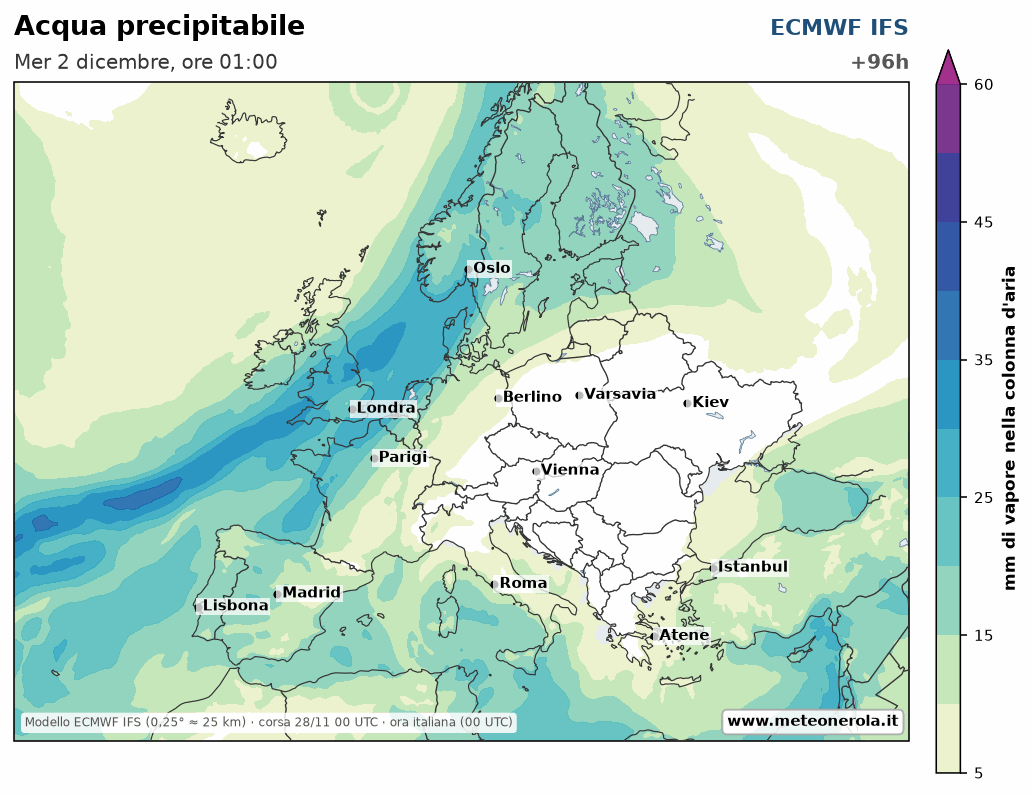 Acqua precipitabile
ECMWF IFS
Mer 2 dicembre, ore 01:00
+96h
60
45
35
25
15
5
mm di vapore nella colonna d'aria
Oslo
Berlino
Varsavia
Kiev
Londra
Parigi
Vienna
Istanbul
Roma
Madrid
Lisbona
Atene
Modello ECMWF IFS (0,25° ≈ 25 km) · corsa 28/11 00 UTC · ora italiana (00 UTC)
www.meteonerola.it